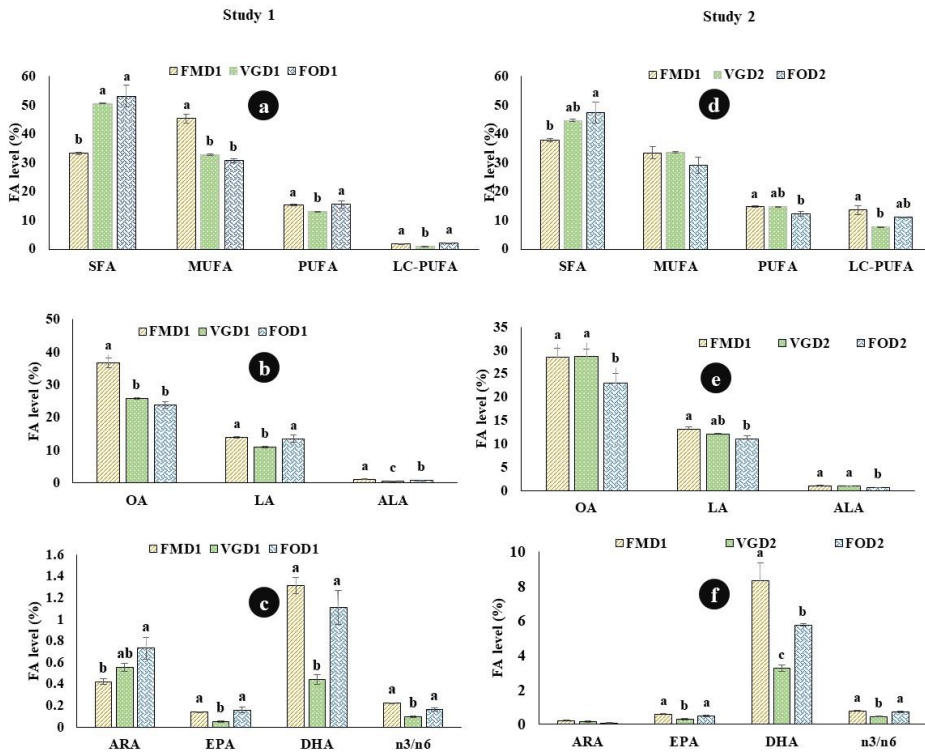 Study 1
Study 2
FMD1 VGD1 FOD1
a
FA level (%)
60
50
40
30
20
10
0
b a a
a b b
a b a
a b a
SFA MUFA PUFA LC-PUFA
FMD1 VGD2 FOD2
d
FA level (%)
60
50
40
30
20
10
0
b ab a
a ab b
a b ab
SFA MUFA PUFA LC-PUFA
FMD1 VGD1 FOD1
b
FA level (%)
50
40
30
20
10
0
a b b
a b a
a c b
OA LA ALA
FMD1 VGD2 FOD2
e
FA level (%)
35
30
25
20
15
10
5
0
a a b
a ab b
a a b
OA LA ALA
FMD1 VGD1 FOD1
c
FA level (%)
1.6
1.4
1.2
1
0.8
0.6
0.4
0.2
0
b ab a
a b a
a b a
a b a
ARA EPA DHA n3/n6
FMD1 VGD2 FOD2
f
FA level (%)
10
8
6
4
2
0
a b a
a c b
a b a
ARA EPA DHA n3/n6